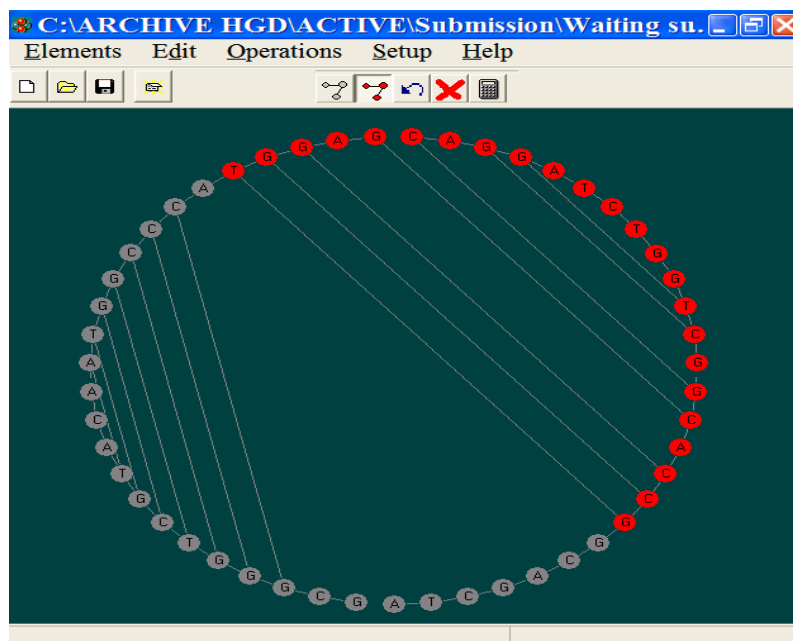 C:\ARCHIVE HGD\ACTIVE\Submission\Waiting su.
Elements Edit Operations Setup Help
T G G A G C A G G A T C T G G T C G G C A C C G G C A G C T A G C G G G T C G T A C A A T G G C C C A